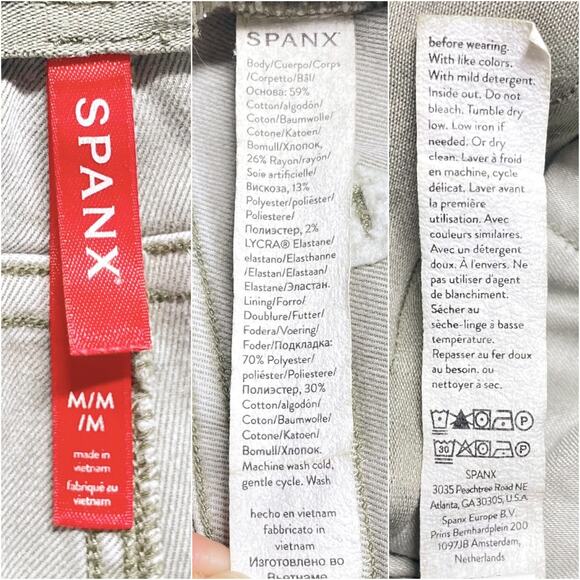 SPANX
M/M
/M
made in
vietnam
fabriqué au
vietnam
SPANX®
Body/Cuerpo/Corps
/Corpetto/Bål/
Основа: 59%
Cotton/algodón/
Coton/Baumwolle/
Cotone/Katoen/
Bomull/Хлопок,
26% Rayon/rayón/
Soie artificielle/
Вискоза, 13%
Polyester/poliéster/
Poliestere/
Полиэстер, 2%
LYCRA® Elastane/
elastano/Elasthanne
/Elastan/Elastaan/
Elastane/Эластан.
Lining/Forro/
Doublure/Futter/
Fodera/Voering/
Foder/Подкладка:
70% Polyester/
poliéster/Poliestere/
Полиэстер, 30%
Cotton/algodón/
Coton/Baumwolle/
Cotone/Katoen/
Bomull/Хлопок.
Machine wash cold,
gentle cycle. Wash
hecho en vietnam
fabbricato in
vietnam
Изготовлено во
Вьетнаме
before wearing.
With like colors.
With mild detergent.
Inside out. Do not
bleach. Tumble dry
low. Low iron if
needed. Or dry
clean. Laver à froid
en machine, cycle
délicat. Laver avant
la première
utilisation. Avec
couleurs similaires.
Avec un détergent
doux. À l'envers. Ne
pas utiliser d'agent
de blanchiment.
Sécher au
sèche-linge à basse
température.
Repasser au fer doux
au besoin. ou
nettoyer à sec.
P
30 P
SPANX
3035 Peachtree Road NE
Atlanta, GA 30305, U.S.A.
Spanx Europe B.V.
Prins Bernhardplein 200
1097JB Amsterdam,
Netherlands